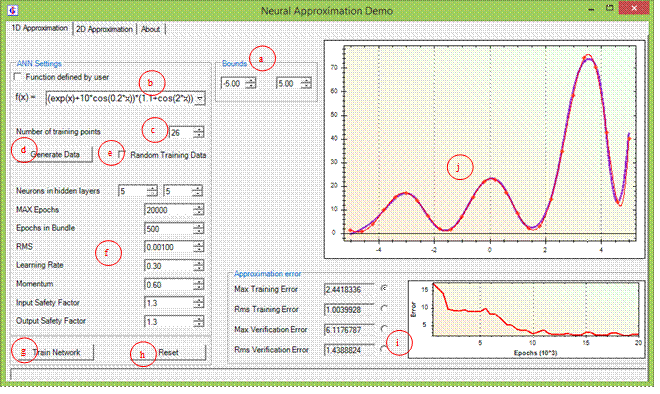 Neural Approximation Demo
1D Approximation 2D Approximation About
ANN Settings
Function defined by user
b
f(x) = (exp(x)+10*cos(0.2*x))*(1.1+cos(2*x))
Number of training points c 26
d Generate Data e Random Training Data
Neurons in hidden layers 5 5
MAX Epochs 20000
Epochs in Bundle 500
RMS 0.00100
f
Learning Rate 0.30
Momentum 0.60
Input Safety Factor 1.3
Output Safety Factor 1.3
g Train Network h Reset
Bounds a
-5.00 5.00
70
60
50
40
30
20
10
0
j
-4 -2 0 2 4
Approximation error
Max Training Error 2.4418336
Rms Training Error 1.0039928
Max Verification Error 6.1176787
Rms Verification Error 1.4388824
i
Error
15
10
5
5 10 15 20
Epochs (10^3)